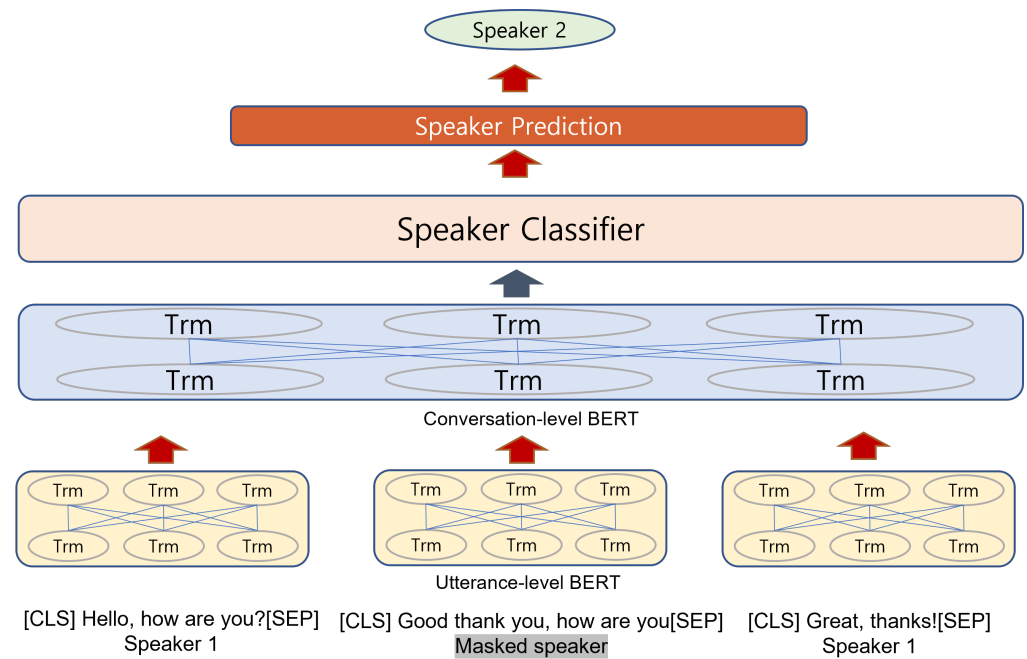 Speaker 2
Speaker Prediction
Speaker Classifier
Trm Trm Trm
Trm Trm Trm
Conversation-level BERT
Trm Trm Trm Trm Trm Trm Trm Trm Trm
Trm Trm Trm Trm Trm Trm Trm Trm Trm
Utterance-level BERT
[CLS] Hello, how are you?[SEP]
Speaker 1
[CLS] Good thank you, how are you[SEP]
Masked speaker
[CLS] Great, thanks![SEP]
Speaker 1